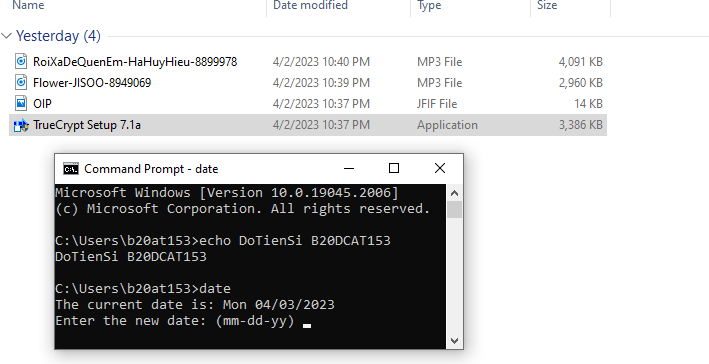 Name Date modified Type Size
Yesterday (4)
RoiXaDeQuenEm-HaHuyHieu-8899978 4/2/2023 10:40 PM MP3 File 4,091 KB
Flower-JISOO-8949069 4/2/2023 10:39 PM MP3 File 2,960 KB
OIP 4/2/2023 10:37 PM JFIF File 14 KB
TrueCrypt Setup 7.1a 4/2/2023 10:37 PM Application 3,386 KB
Command Prompt - date
Microsoft Windows [Version 10.0.19045.2006]
(c) Microsoft Corporation. All rights reserved.
C:\Users\b20at153>echo DoTienSi B20DCAT153
DoTienSi B20DCAT153
C:\Users\b20at153>date
The current date is: Mon 04/03/2023
Enter the new date: (mm-dd-yy)